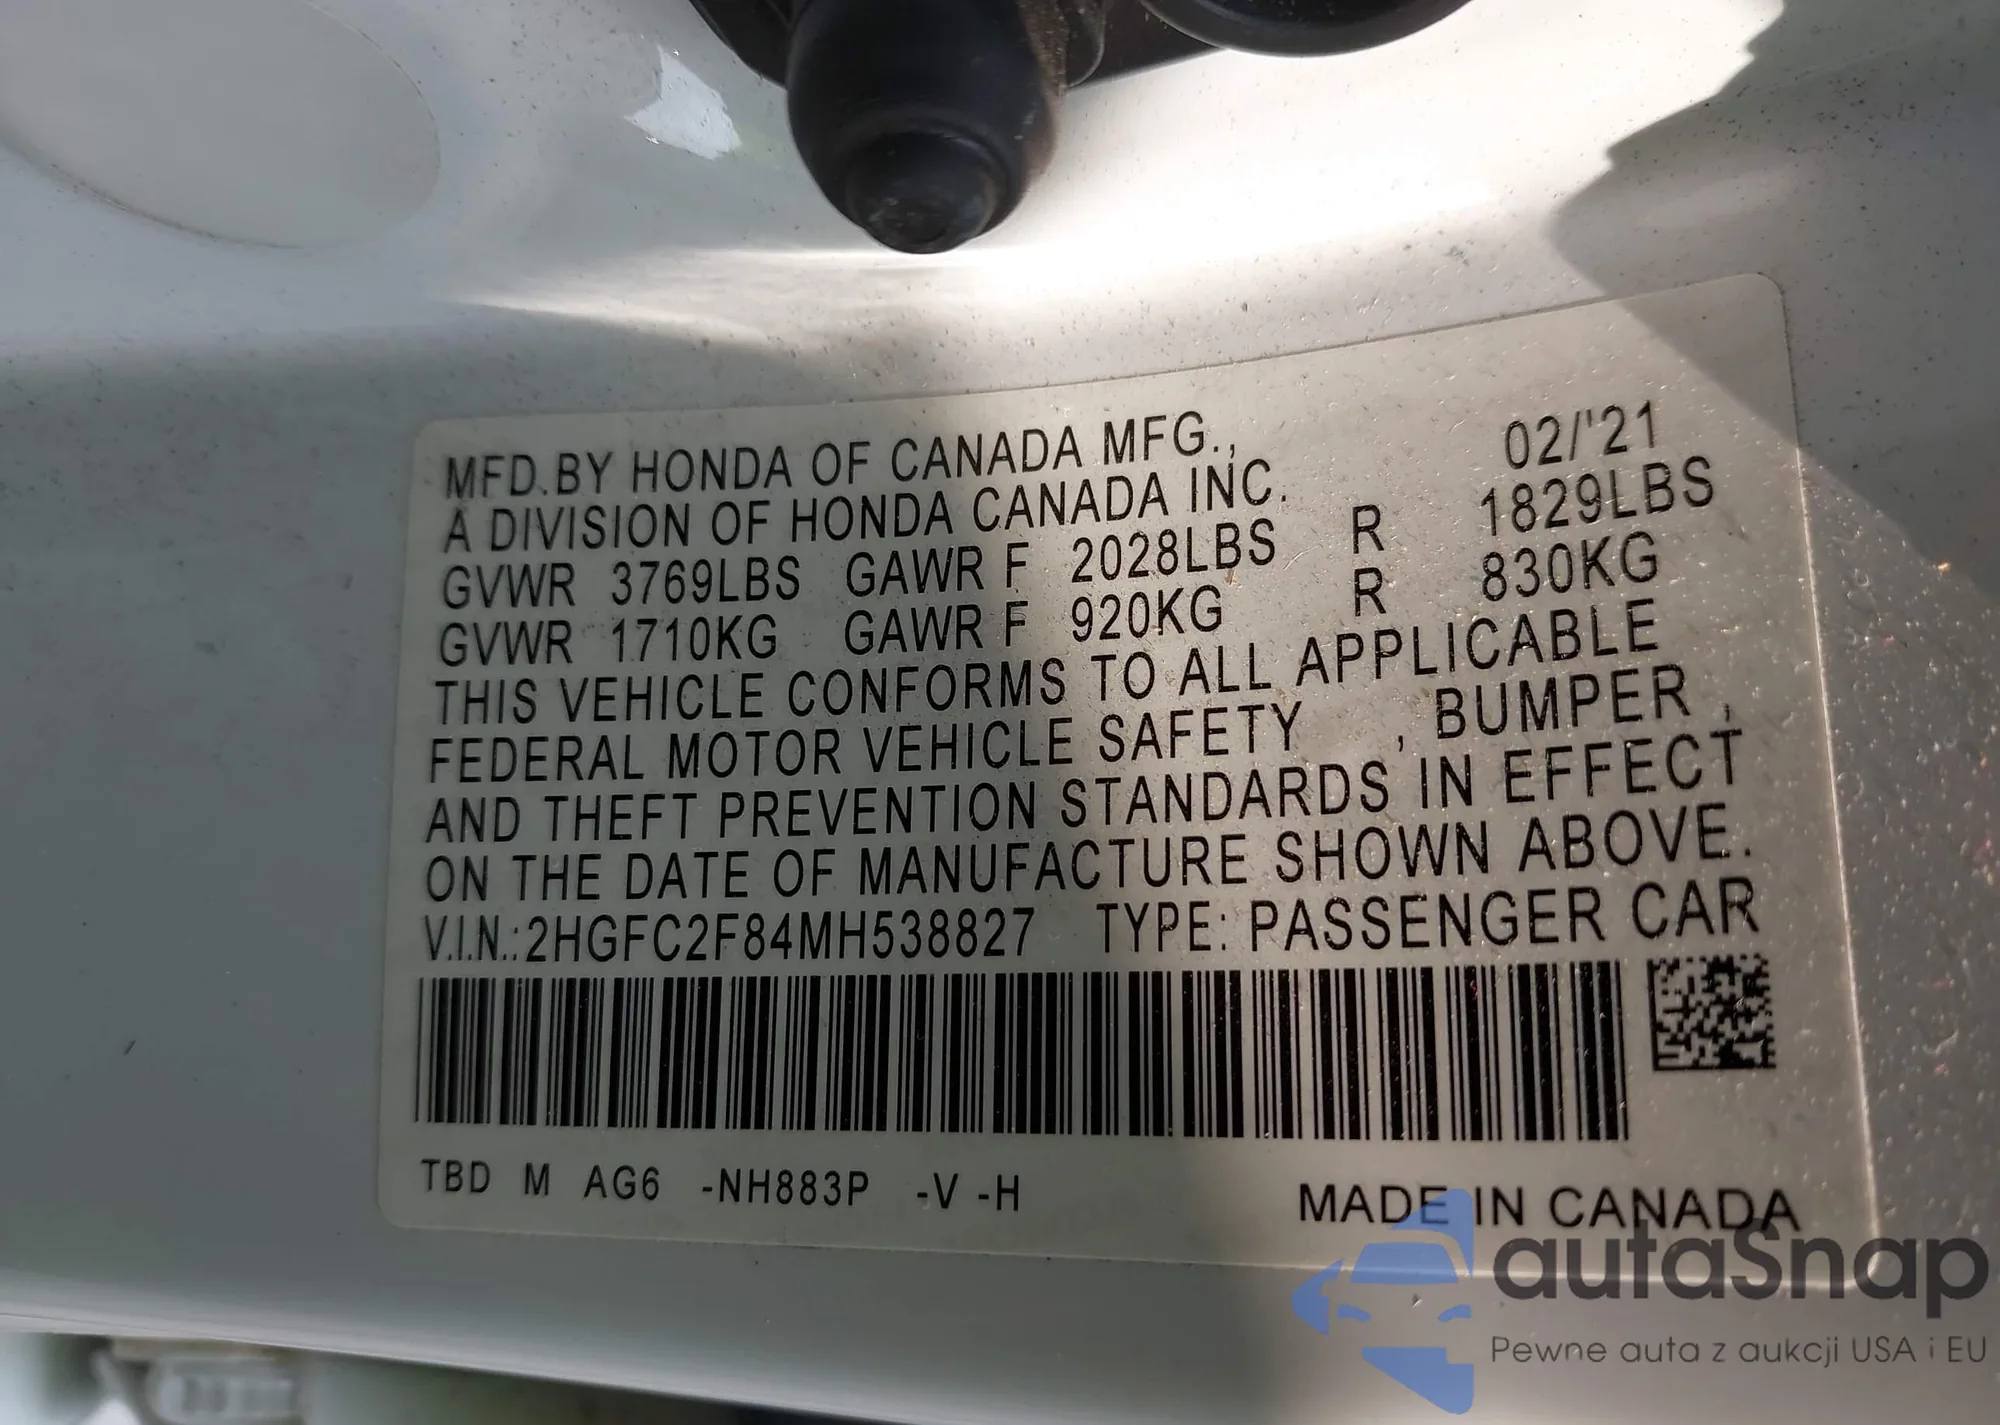 MFD.BY HONDA OF CANADA MFG., 02/'21
A DIVISION OF HONDA CANADA INC.
GVWR 3769LBS GAWR F 2028LBS R 1829LBS
GVWR 1710KG GAWR F 920KG R 830KG
THIS VEHICLE CONFORMS TO ALL APPLICABLE
FEDERAL MOTOR VEHICLE SAFETY , BUMPER ,
AND THEFT PREVENTION STANDARDS IN EFFECT
ON THE DATE OF MANUFACTURE SHOWN ABOVE.
V.I.N.:2HGFC2F84MH538827 TYPE: PASSENGER CAR
TBD M AG6 -NH883P -V -H
MADE IN CANADA
autaSnap
Pewne auta z aukcji USA i EU